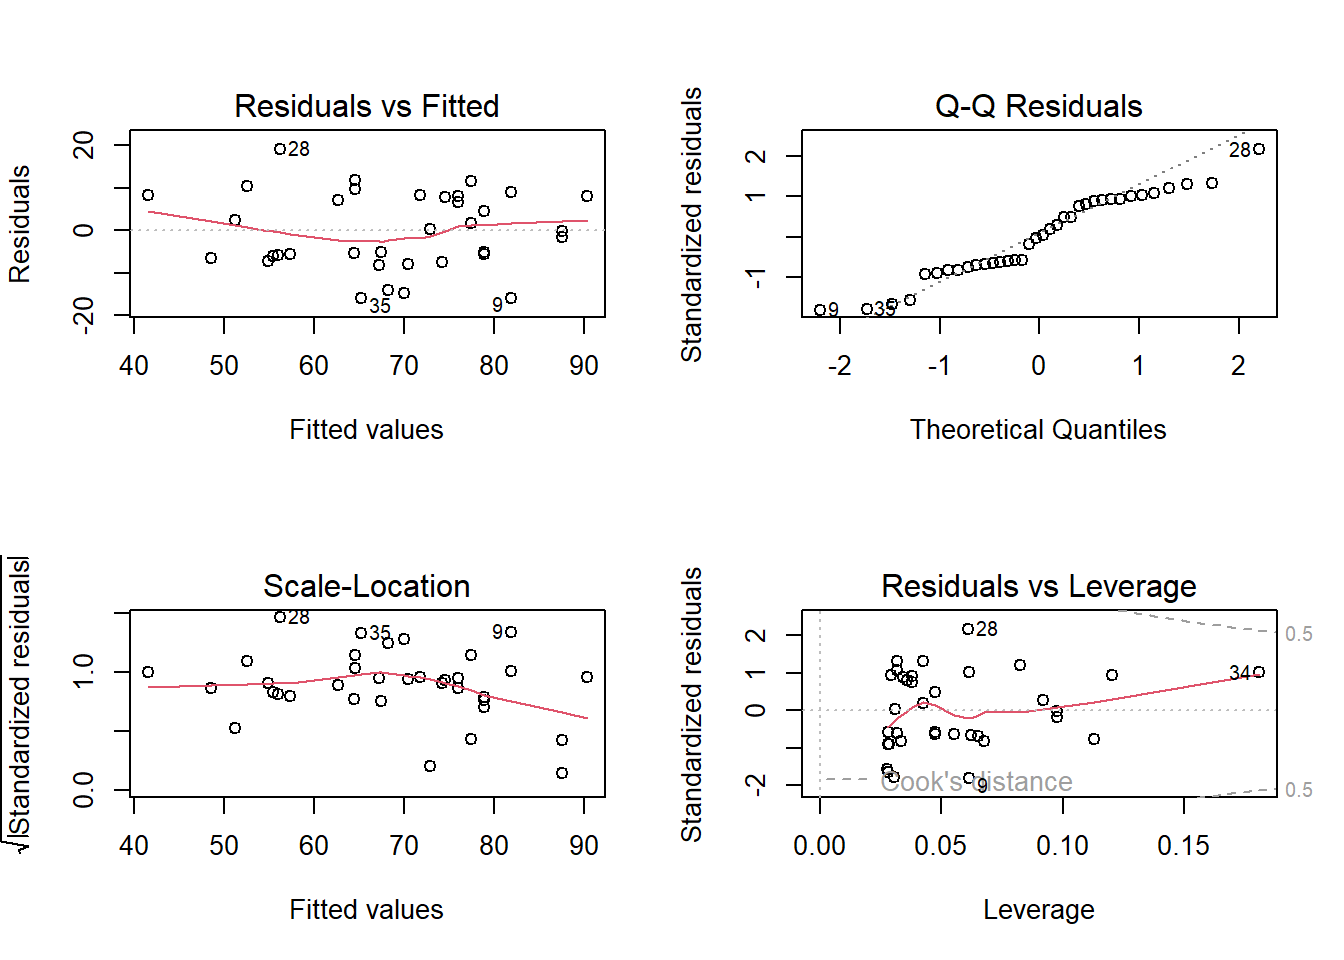 Residuals vs Fitted
Residuals
20
0
-20
28
35
9
40 50 60 70 80 90
Fitted values
Q-Q Residuals
Standardized residuals
2
1
-1
28
9
35
-2 -1 0 1 2
Theoretical Quantiles
Scale-Location
√|Standardized residuals|
1.0
0.0
28
35
9
40 50 60 70 80 90
Fitted values
Residuals vs Leverage
Standardized residuals
2
1
0
-2
28
0.5
34
Cook's distance
9
0.5
0.00 0.05 0.10 0.15
Leverage